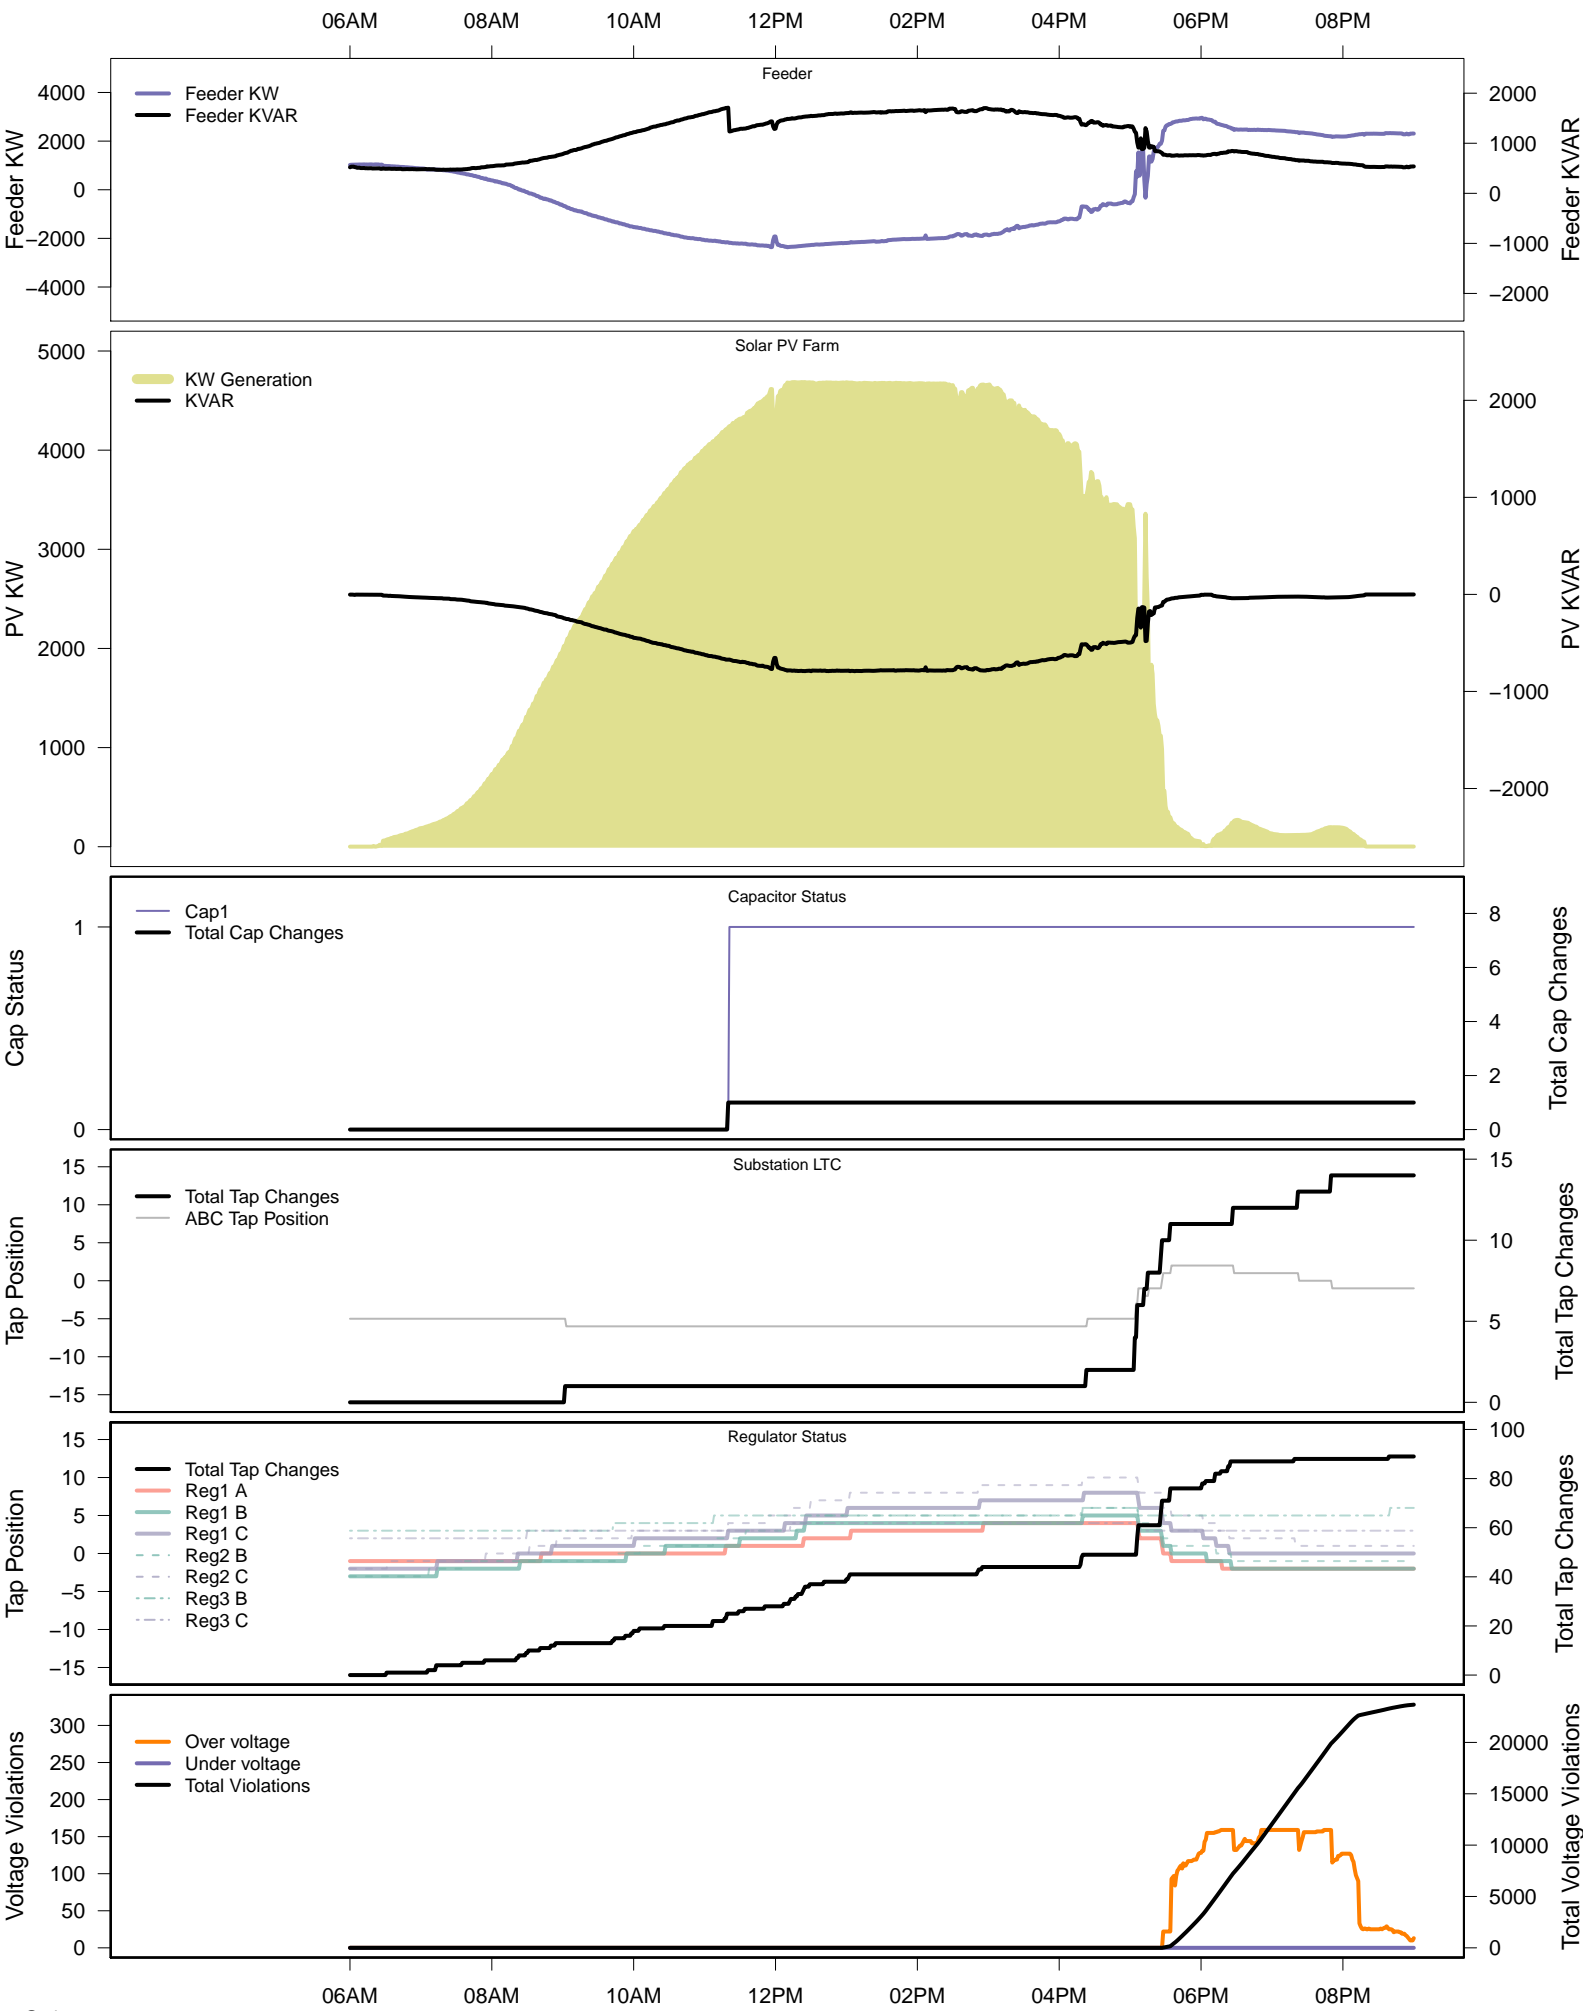 06AM 08AM 10AM 12PM 02PM 04PM 06PM 08PM
Feeder
Feeder KW
Feeder KVAR
4000
2000
0
−2000
−4000
Feeder KW
2000
1000
0
−1000
−2000
Feeder KVAR
Solar PV Farm
KW Generation
KVAR
5000
4000
3000
2000
1000
0
PV KW
2000
1000
0
−1000
−2000
PV KVAR
Capacitor Status
Cap1
Total Cap Changes
1
0
Cap Status
8
6
4
2
0
Total Cap Changes
Substation LTC
Total Tap Changes
ABC Tap Position
15
10
5
0
−5
−10
−15
Tap Position
15
10
5
0
Total Tap Changes
Regulator Status
Total Tap Changes
Reg1 A
Reg1 B
Reg1 C
Reg2 B
Reg2 C
Reg3 B
Reg3 C
15
10
5
0
−5
−10
−15
Tap Position
100
80
60
40
20
0
Total Tap Changes
Over voltage
Under voltage
Total Violations
300
250
200
150
100
50
0
Voltage Violations
20000
15000
10000
5000
0
Total Voltage Violations
06AM 08AM 10AM 12PM 02PM 04PM 06PM 08PM